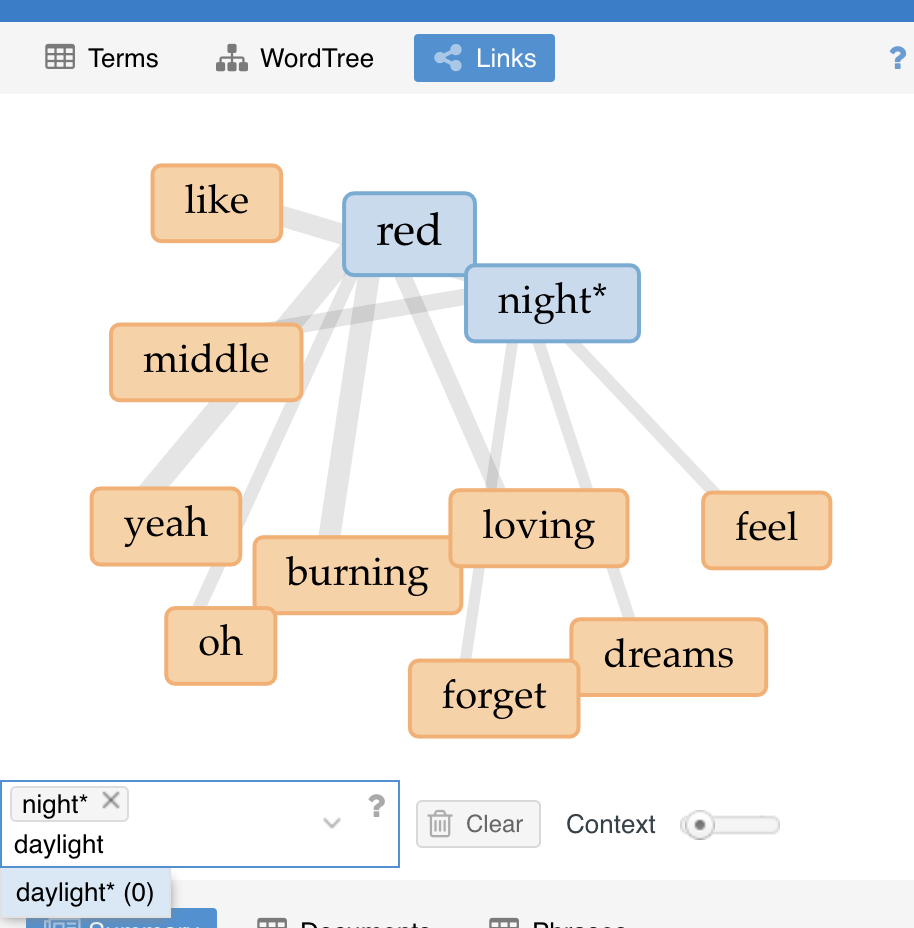 Terms WordTree Links ?
like
red
night*
middle
yeah
loving
feel
burning
oh
dreams
forget
night* ?
daylight
Clear Context
daylight* (0)
Summary Documents Phrases